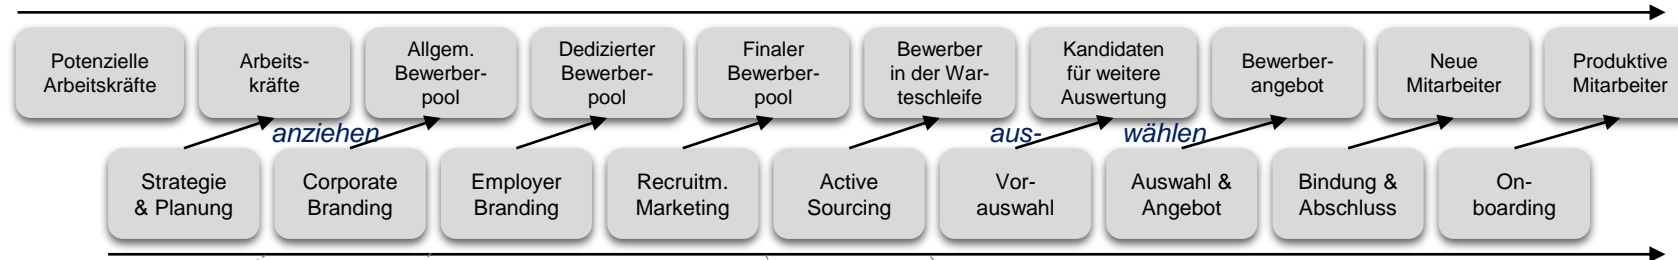 Potenzielle
Arbeitskräfte
Arbeits-
kräfte
Allgem.
Bewerber-
pool
Dedizierter
Bewerber-
pool
Finaler
Bewerber-
pool
Bewerber
in der War-
teschleife
Kandidaten
für weitere
Auswertung
Bewerber-
angebot
Neue
Mitarbeiter
Produktive
Mitarbeiter
anziehen
aus-
wählen
Strategie
& Planung
Corporate
Branding
Employer
Branding
Recruitm.
Marketing
Active
Sourcing
Vor-
auswahl
Auswahl &
Angebot
Bindung &
Abschluss
On-
boarding